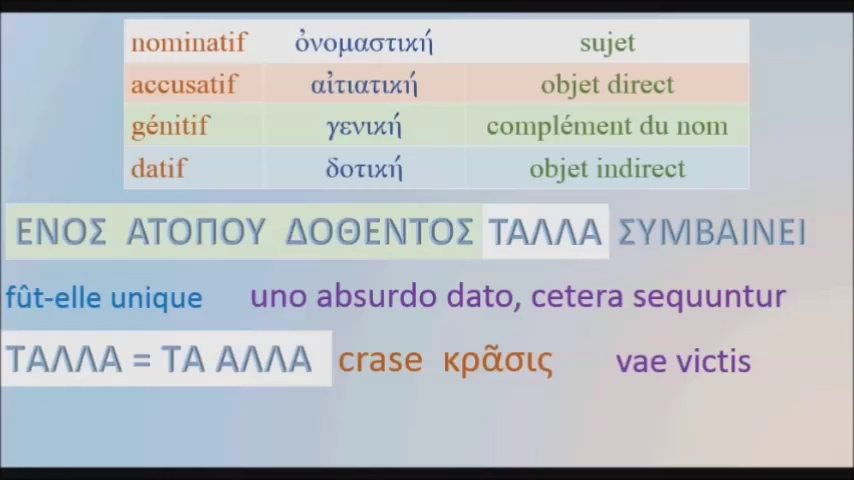 nominatif ὀνομαστική sujet
accusatif αἰτιατική objet direct
génitif γενική complément du nom
datif δοτική objet indirect
ΕΝΟΣ ΑΤΟΠΟΥ ΔΟΘΕΝΤΟΣ ΤΑΛΛΑ ΣΥΜΒΑΙΝΕΙ
fût-elle unique uno absurdo dato, cetera sequuntur
ΤΑΛΛΑ = ΤΑ ΑΛΛΑ crase κρᾶσις vae victis